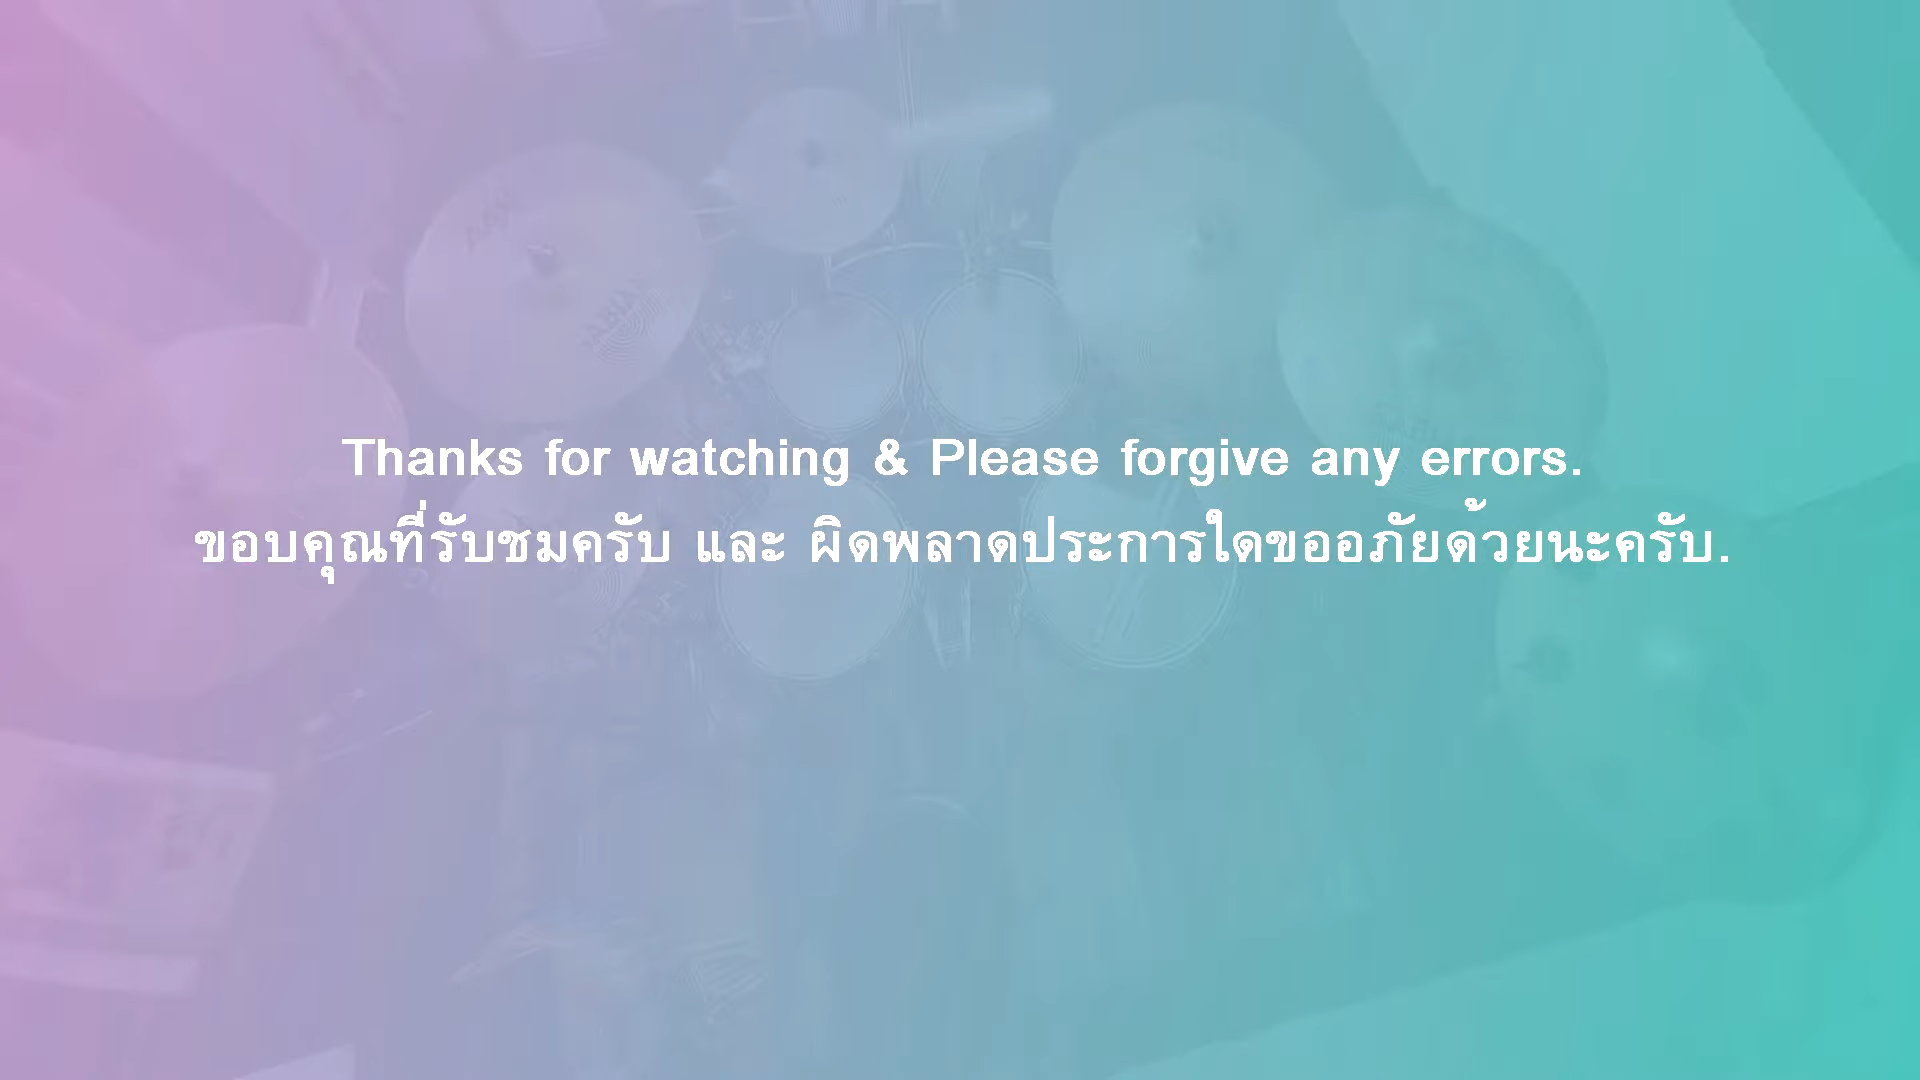 Thanks for watching & Please forgive any errors.
ขอบคุณที่รับชมครับ และ ผิดพลาดประการใดขออภัยด้วยนะครับ.